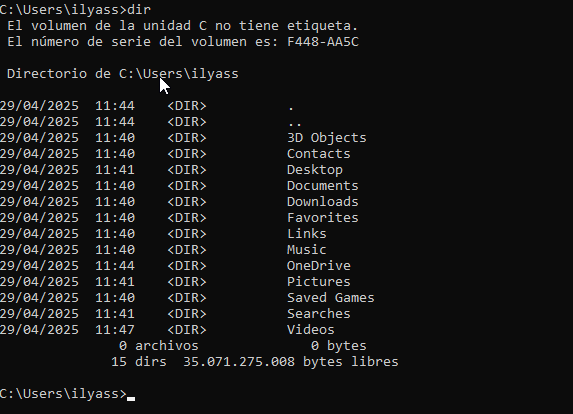 C:\Users\ilyass>dir
 El volumen de la unidad C no tiene etiqueta.
 El número de serie del volumen es: F448-AA5C

 Directorio de C:\Users\ilyass

29/04/2025  11:44    <DIR>          .
29/04/2025  11:44    <DIR>          ..
29/04/2025  11:40    <DIR>          3D Objects
29/04/2025  11:40    <DIR>          Contacts
29/04/2025  11:41    <DIR>          Desktop
29/04/2025  11:40    <DIR>          Documents
29/04/2025  11:40    <DIR>          Downloads
29/04/2025  11:40    <DIR>          Favorites
29/04/2025  11:40    <DIR>          Links
29/04/2025  11:40    <DIR>          Music
29/04/2025  11:44    <DIR>          OneDrive
29/04/2025  11:41    <DIR>          Pictures
29/04/2025  11:40    <DIR>          Saved Games
29/04/2025  11:41    <DIR>          Searches
29/04/2025  11:47    <DIR>          Videos
               0 archivos              0 bytes
              15 dirs  35.071.275.008 bytes libres

C:\Users\ilyass>